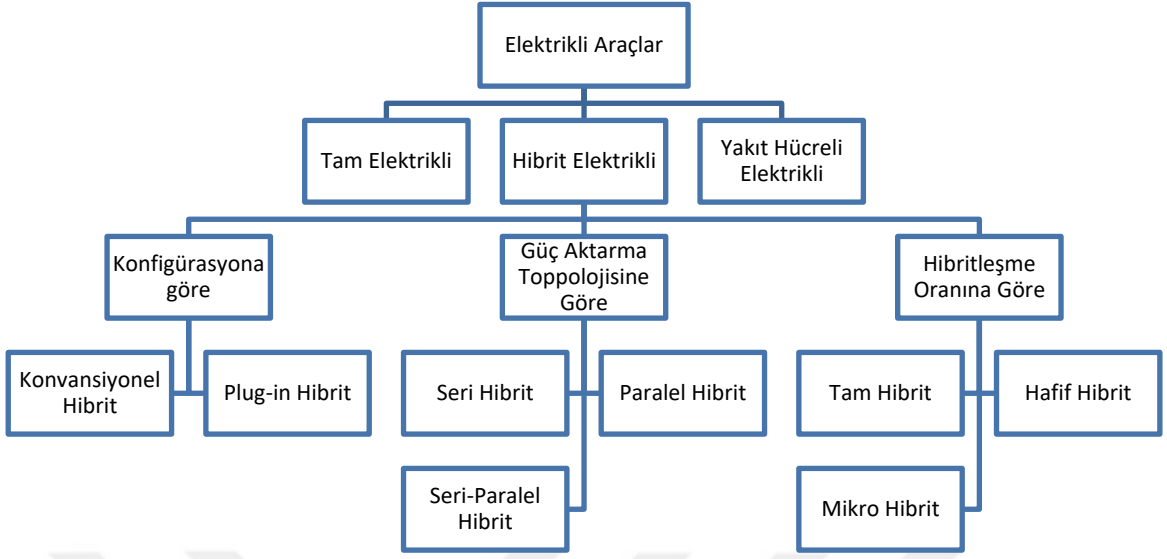 Elektrikli Araçlar
Tam Elektrikli
Hibrit Elektrikli
Yakıt Hücreli
Elektrikli
Konfigürasyona
göre
Güç Aktarma
Toppolojisine
Göre
Hibritleşme
Oranına Göre
Konvansiyonel
Hibrit
Plug-in Hibrit
Seri Hibrit
Paralel Hibrit
Tam Hibrit
Hafif Hibrit
Seri-Paralel
Hibrit
Mikro Hibrit